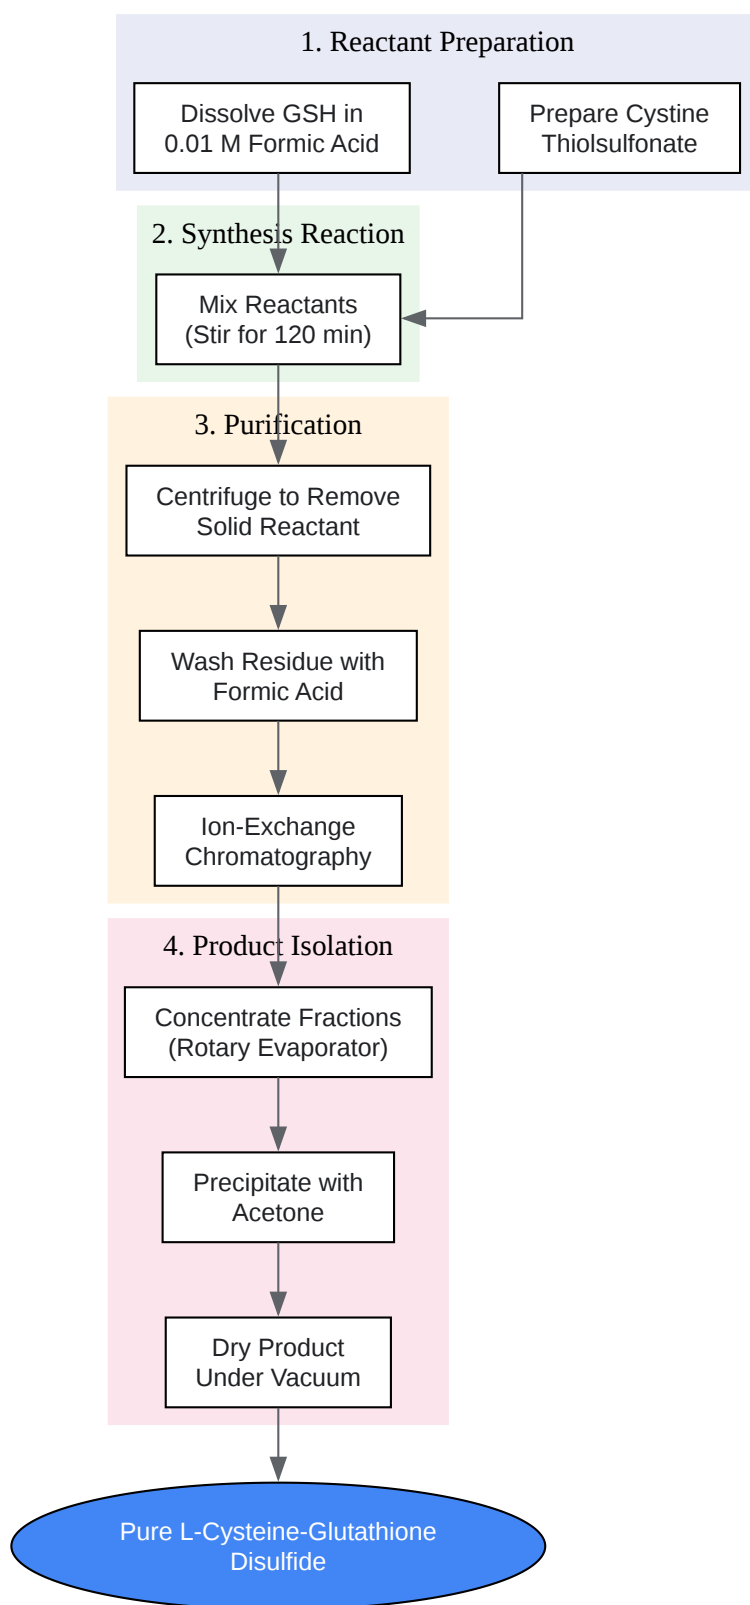 1. Reactant Preparation
Dissolve GSH in
0.01 M Formic Acid
Prepare Cystine
Thiolsulfonate
2. Synthesis Reaction
Mix Reactants
(Stir for 120 min)
3. Purification
Centrifuge to Remove
Solid Reactant
Wash Residue with
Formic Acid
Ion-Exchange
Chromatography
4. Product Isolation
Concentrate Fractions
(Rotary Evaporator)
Precipitate with
Acetone
Dry Product
Under Vacuum
Pure L-Cysteine-Glutathione
Disulfide